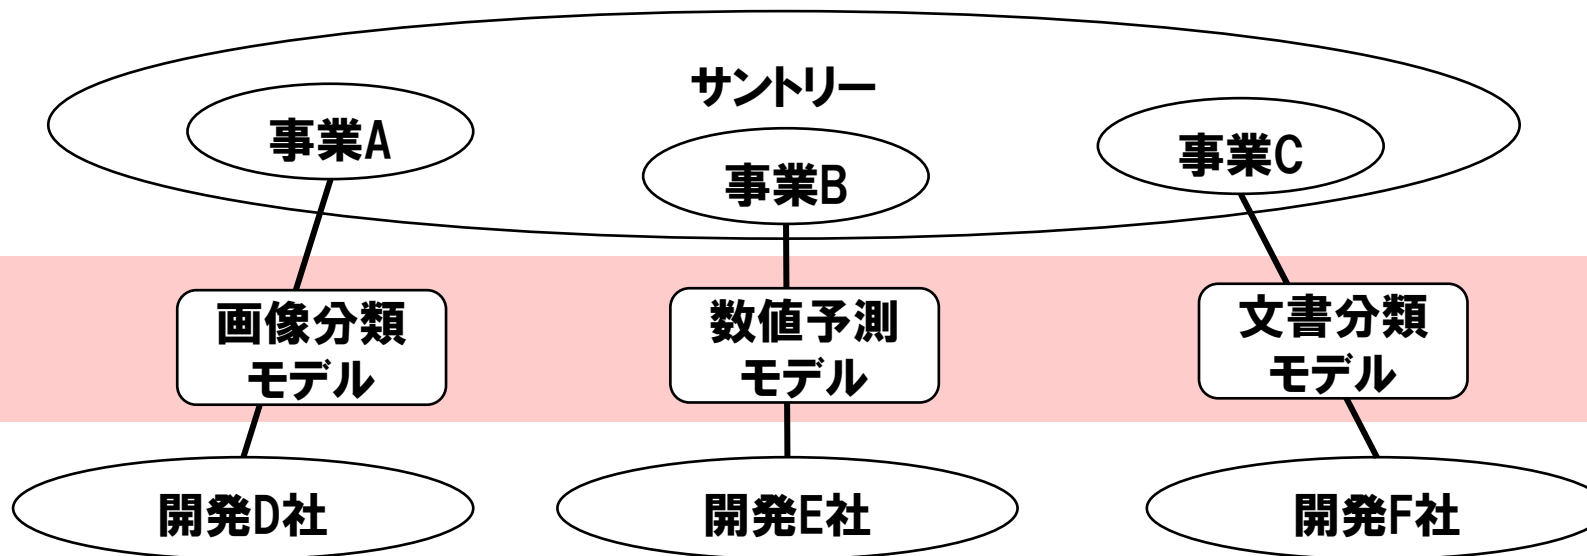 サントリー
事業A
事業B
事業C
画像分類
モデル
数値予測
モデル
文書分類
モデル
開発D社
開発E社
開発F社